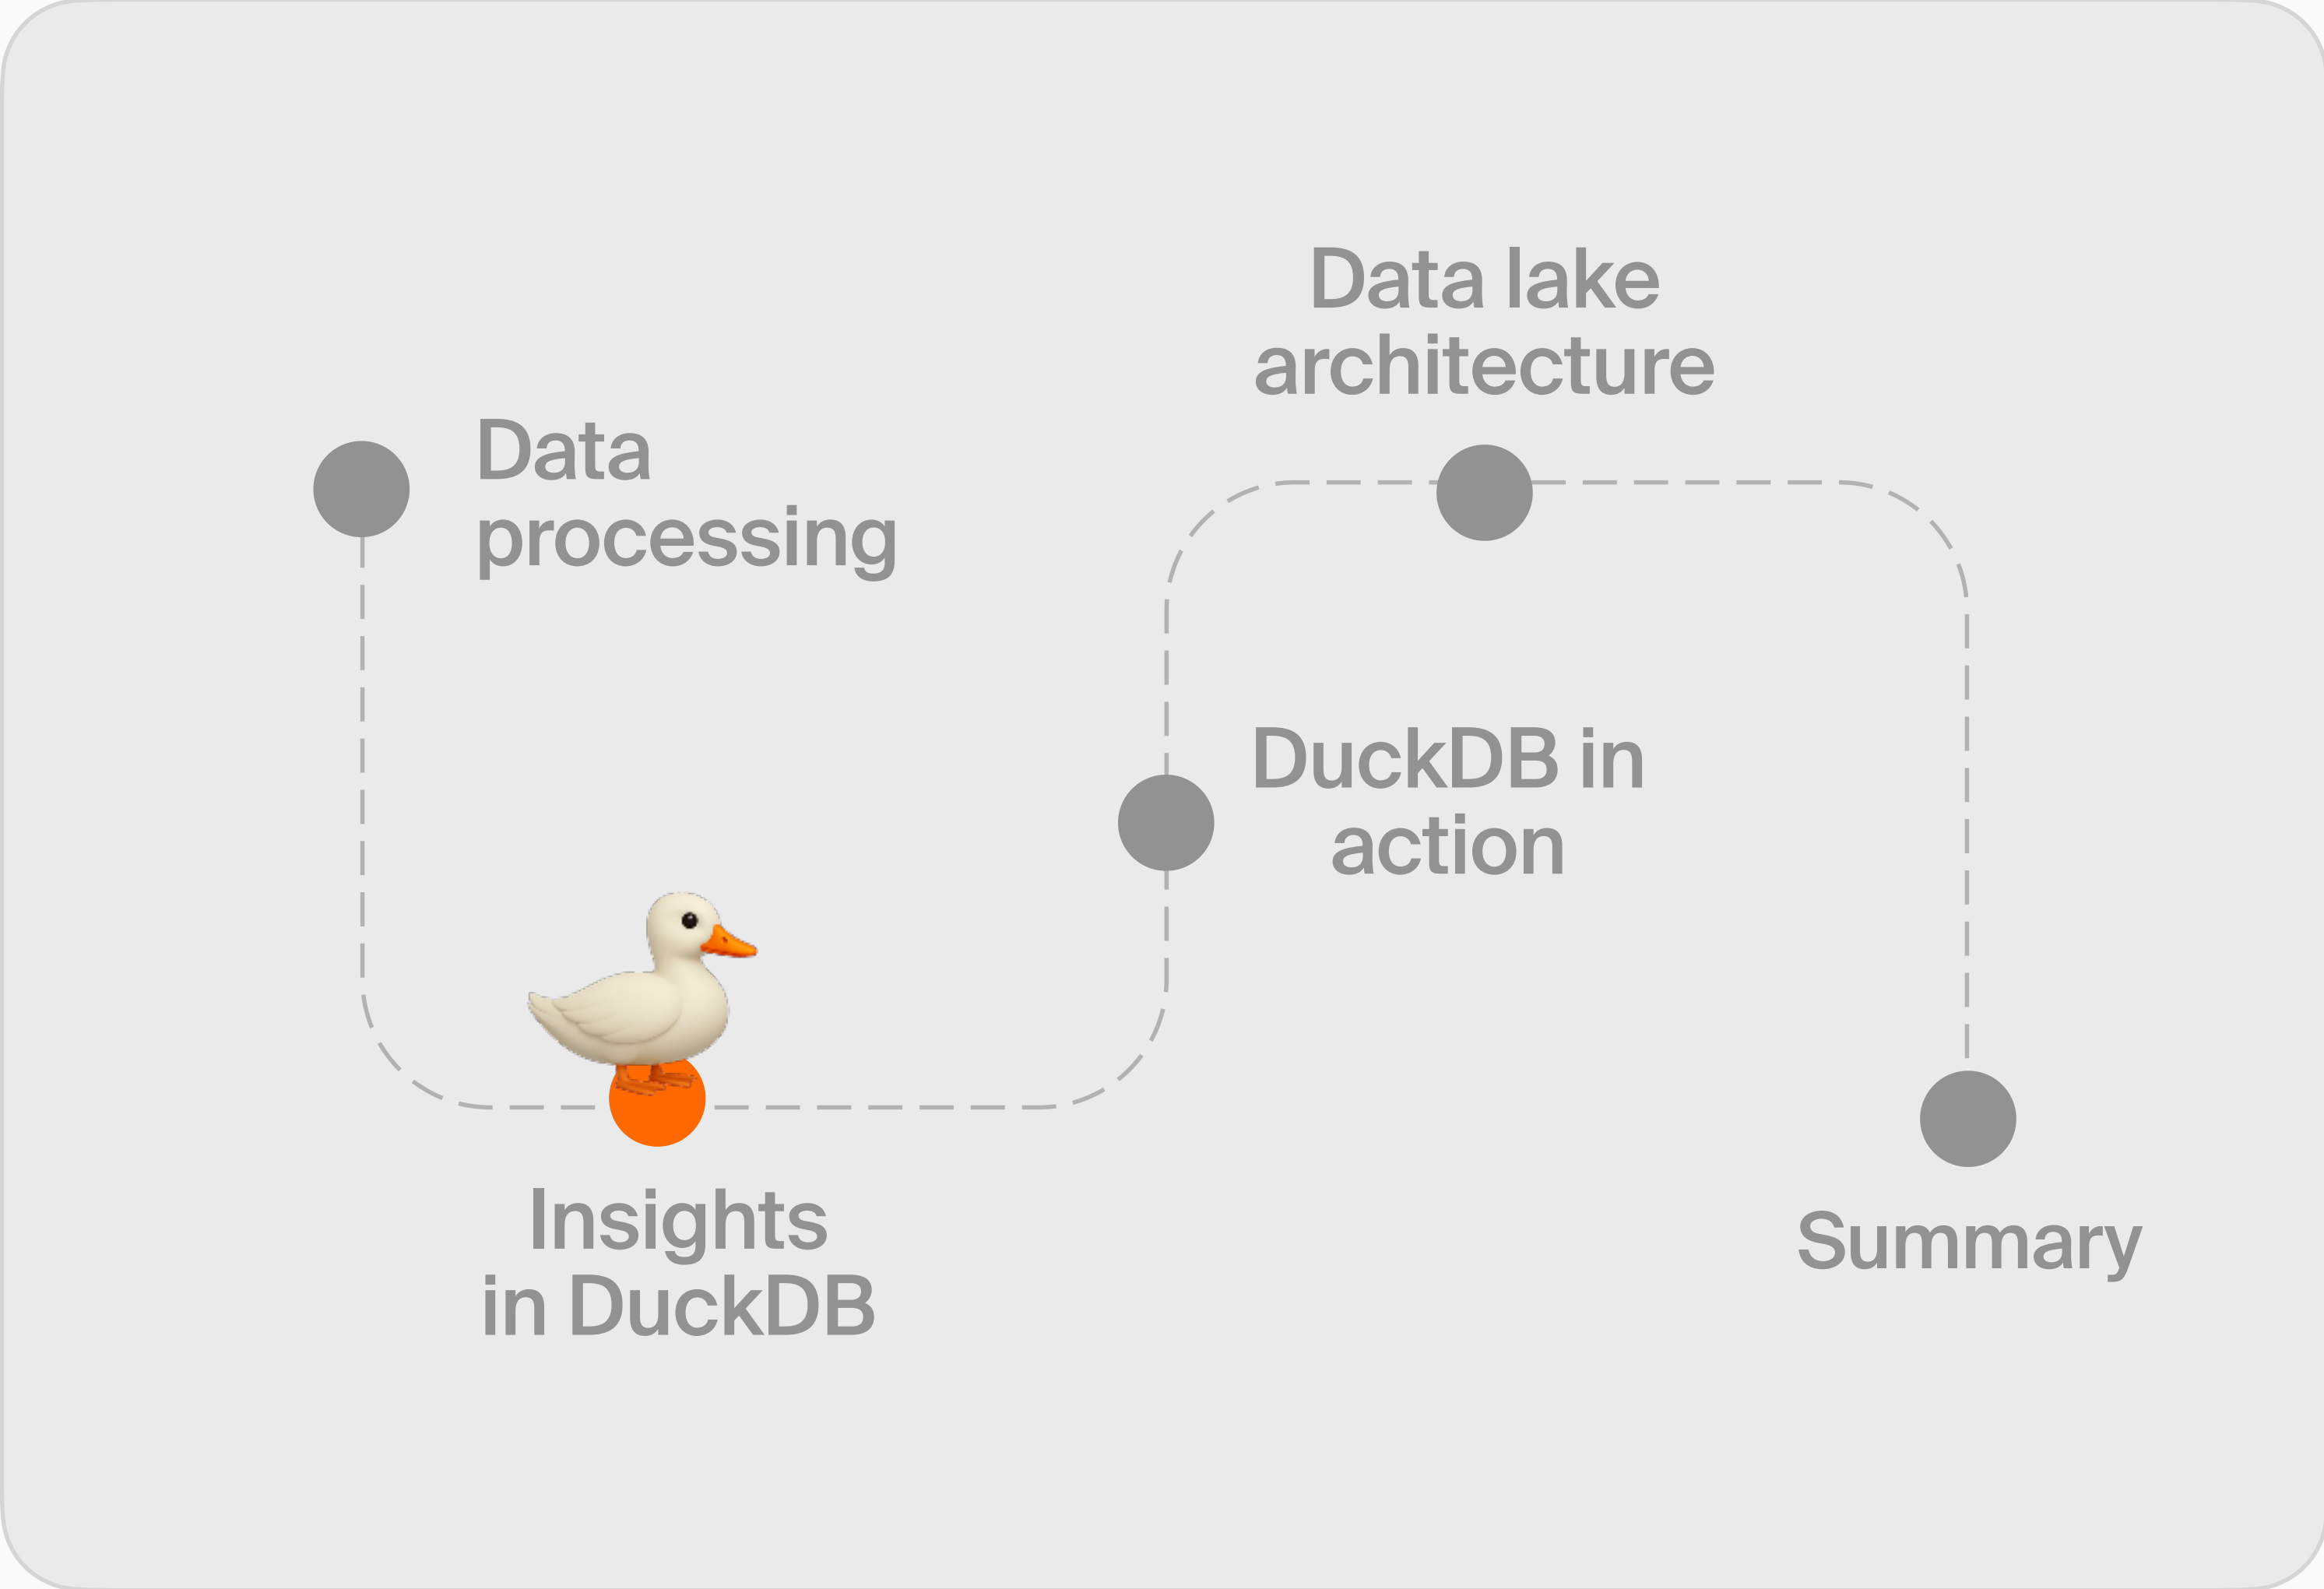 Data
processing
Insights
in DuckDB
DuckDB in
action
Data lake
architecture
Summary